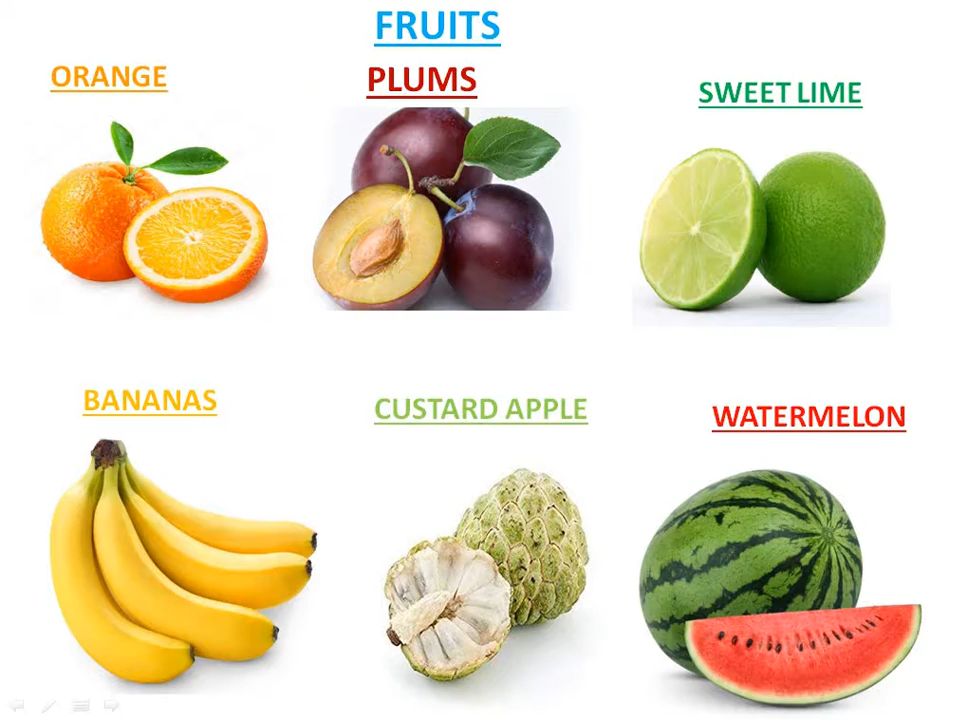 FRUITS
ORANGE
PLUMS
SWEET LIME
BANANAS
CUSTARD APPLE
WATERMELON